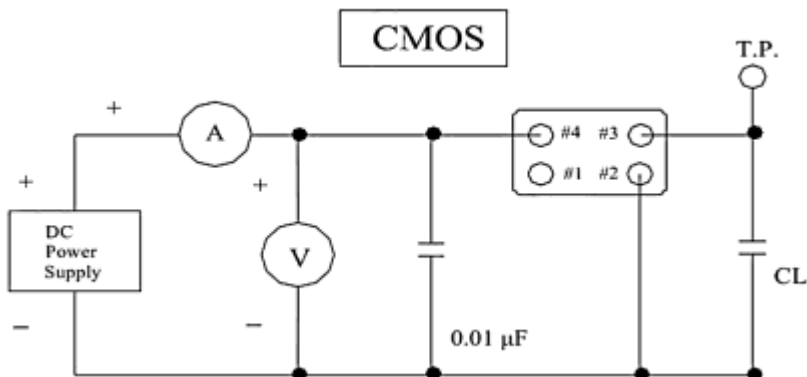 CMOS
T.P.
+
A
#4 #3
+
+
#1 #2
DC
Power
Supply
V
CL
−
−
0.01 μF